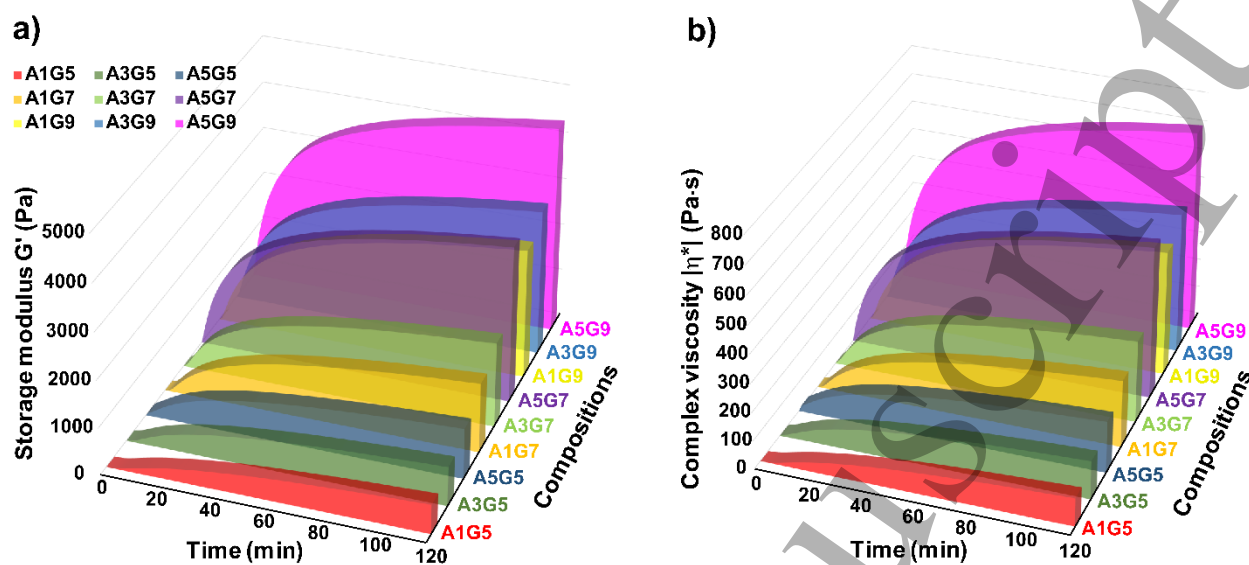 a)
A1G5 A3G5 A5G5
A1G7 A3G7 A5G7
A1G9 A3G9 A5G9
Storage modulus G' (Pa)
5000
4000
3000
2000
1000
0
0 20 40 60 80 100 120
Time (min)
A5G9
A3G9
A1G9
A5G7
A3G7
A1G7
A5G5
A3G5
A1G5
Compositions
b)
Complex viscosity |η*| (Pa-s)
800
700
600
500
400
300
200
100
0
0 20 40 60 80 100 120
Time (min)
A5G9
A3G9
A1G9
A5G7
A3G7
A1G7
A5G5
A3G5
A1G5
Compositions
uscript